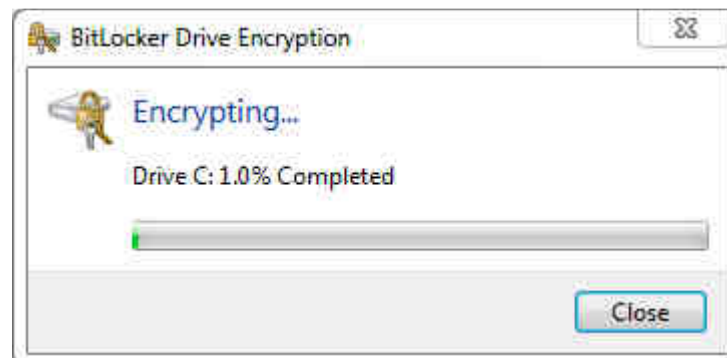 BitLocker Drive Encryption
Encrypting...
Drive C: 1.0% Completed
Close